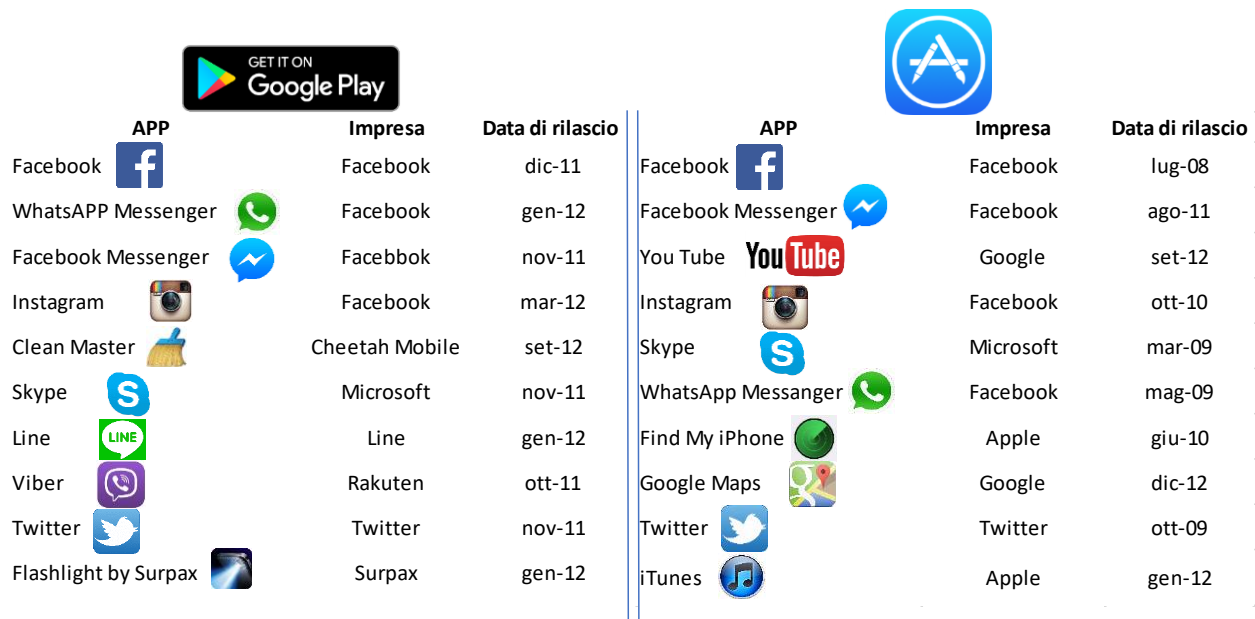 GET IT ON
Google Play
APP Impresa Data di rilascio
Facebook f Facebook dic-11
WhatsAPP Messenger Facebook gen-12
Facebook Messenger Facebbok nov-11
Instagram Facebook mar-12
Clean Master Cheetah Mobile set-12
Skype S Microsoft nov-11
Line LINE Line gen-12
Viber Rakuten ott-11
Twitter Twitter nov-11
Flashlight by Surpax Surpax gen-12
APP Impresa Data di rilascio
Facebook f Facebook lug-08
Facebook Messenger Facebook ago-11
You Tube YouTube Google set-12
Instagram Facebook ott-10
Skype S Microsoft mar-09
WhatsApp Messanger Facebook mag-09
Find My iPhone Apple giu-10
Google Maps g Google dic-12
Twitter Twitter ott-09
iTunes Apple gen-12